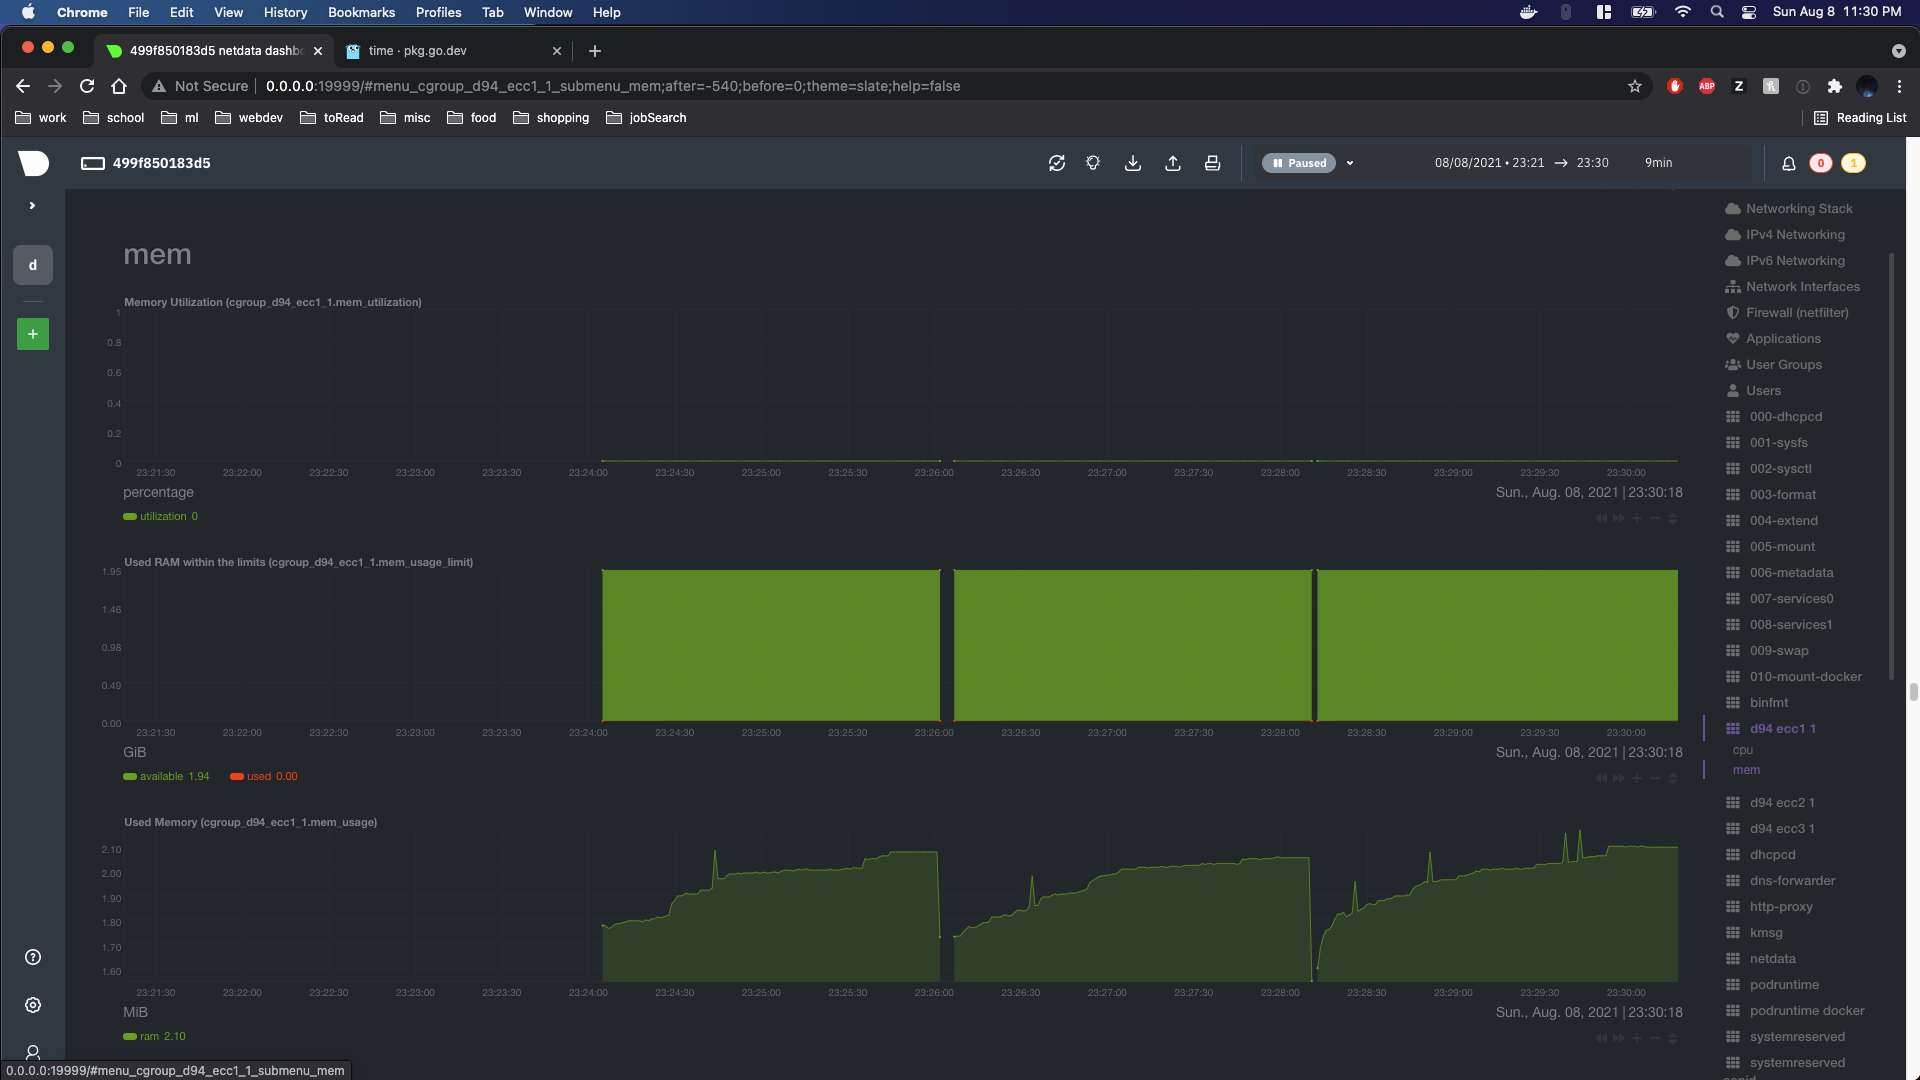 Chrome File Edit View History Bookmarks Profiles Tab Window Help Sun Aug 8 11:30 PM
499f850183d5 netdata dashbo time · pkg.go.dev
Not Secure 0.0.0.0:19999/#menu_cgroup_d94_ecc1_1_submenu_mem;after=-540;before=0;theme=slate;help=false ABP Z
work school ml webdev toRead misc food shopping jobSearch Reading List
499f850183d5 Paused 08/08/2021 • 23:21 → 23:30 9min 0 1
d
+
mem
Memory Utilization (cgroup_d94_ecc1_1.mem_utilization)
1
0.8
0.6
0.4
0.2
0
23:21:30 23:22:00 23:22:30 23:23:00 23:23:30 23:24:00 23:24:30 23:25:00 23:25:30 23:26:00 23:26:30 23:27:00 23:27:30 23:28:00 23:28:30 23:29:00 23:29:30 23:30:00
percentage Sun., Aug. 08, 2021 | 23:30:18
utilization 0
Used RAM within the limits (cgroup_d94_ecc1_1.mem_usage_limit)
1.95
1.46
0.98
0.49
0.00
23:21:30 23:22:00 23:22:30 23:23:00 23:23:30 23:24:00 23:24:30 23:25:00 23:25:30 23:26:00 23:26:30 23:27:00 23:27:30 23:28:00 23:28:30 23:29:00 23:29:30 23:30:00
GiB Sun., Aug. 08, 2021 | 23:30:18
available 1.94 used 0.00
Used Memory (cgroup_d94_ecc1_1.mem_usage)
2.10
2.00
1.90
1.80
1.70
1.60
23:21:30 23:22:00 23:22:30 23:23:00 23:23:30 23:24:00 23:24:30 23:25:00 23:25:30 23:26:00 23:26:30 23:27:00 23:27:30 23:28:00 23:28:30 23:29:00 23:29:30 23:30:00
MiB Sun., Aug. 08, 2021 | 23:30:18
ram 2.10
Networking Stack
IPv4 Networking
IPv6 Networking
Network Interfaces
Firewall (netfilter)
Applications
User Groups
Users
000-dhcpcd
001-sysfs
002-sysctl
003-format
004-extend
005-mount
006-metadata
007-services0
008-services1
009-swap
010-mount-docker
binfmt
d94 ecc1 1
cpu
mem
d94 ecc2 1
d94 ecc3 1
dhcpcd
dns-forwarder
http-proxy
kmsg
netdata
podruntime
podruntime docker
systemreserved
systemreserved
0.0.0.0:19999/#menu_cgroup_d94_ecc1_1_submenu_mem